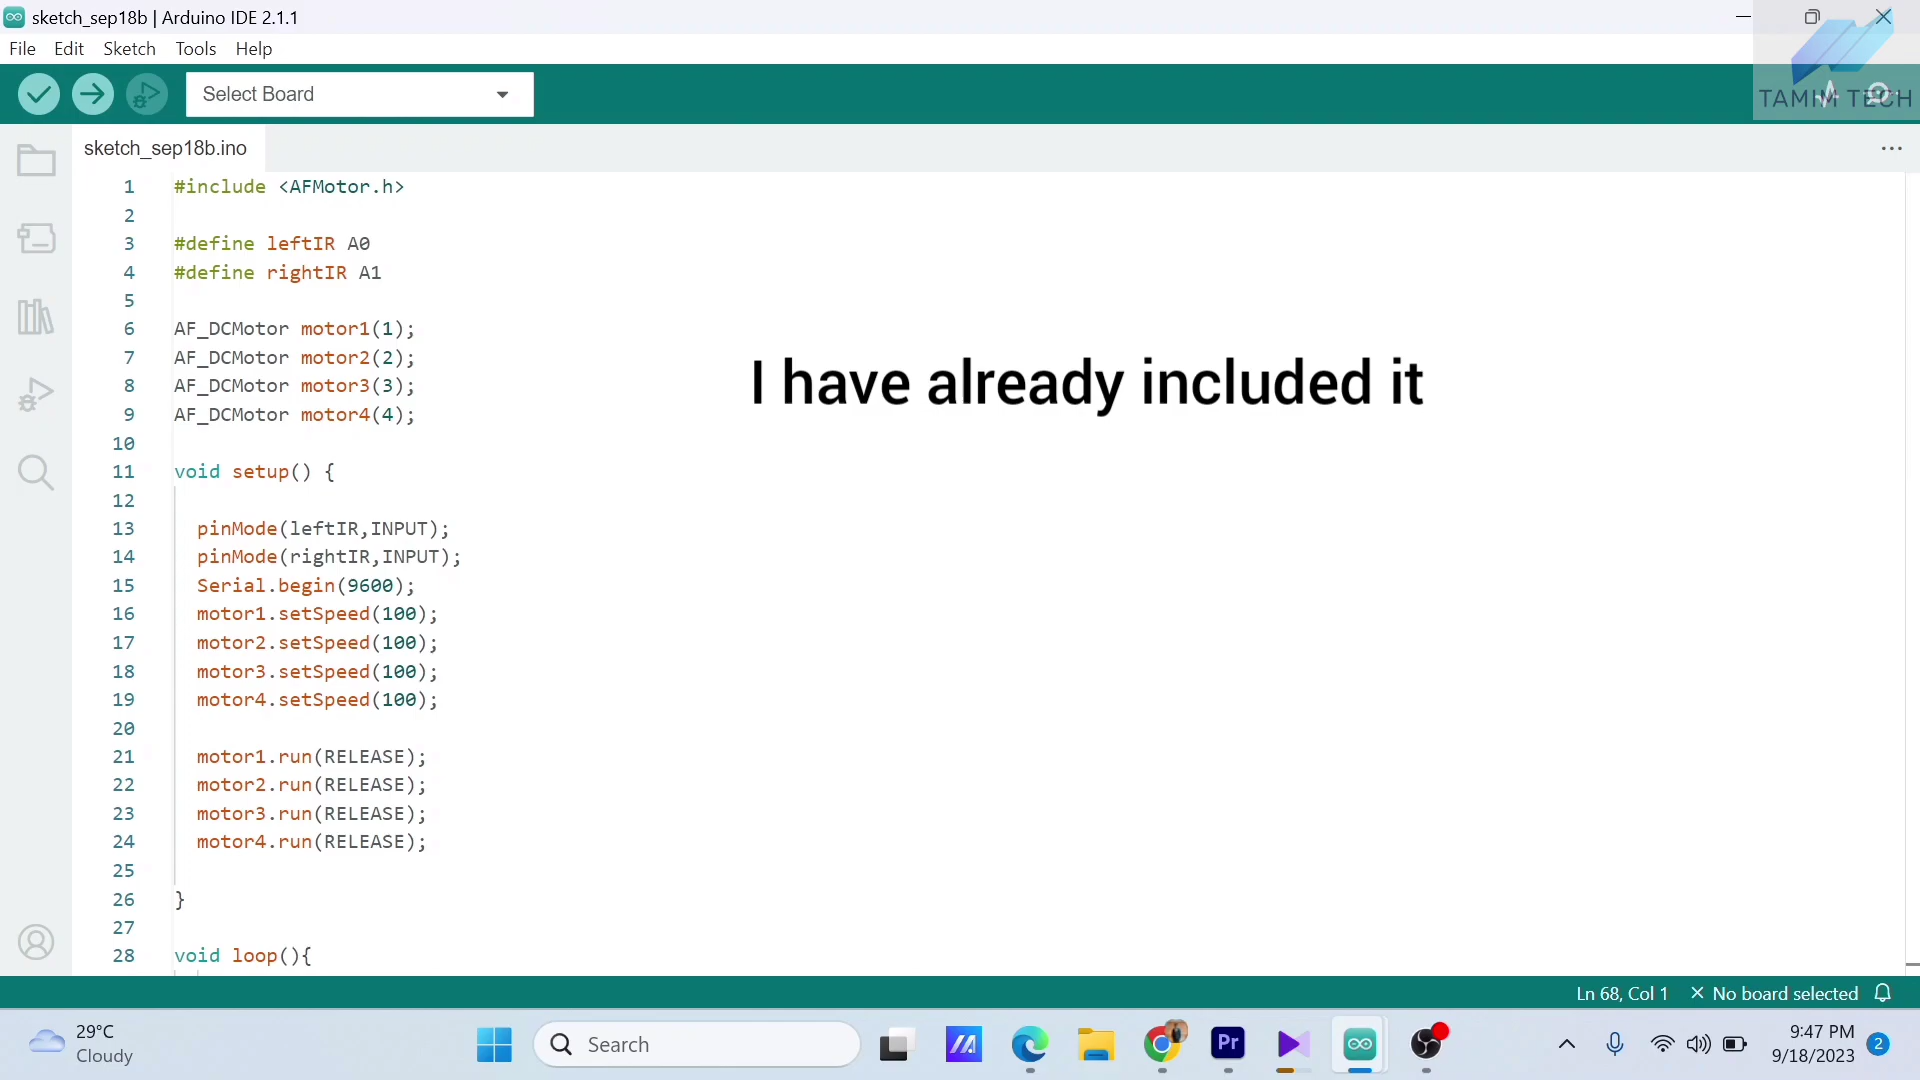 sketch_sep18b | Arduino IDE 2.1.1
File Edit Sketch Tools Help
Select Board
TAMIM TECH
sketch_sep18b.ino
1 #include <AFMotor.h>
2
3 #define leftIR A0
4 #define rightIR A1
5
6 AF_DCMotor motor1(1);
7 AF_DCMotor motor2(2);
8 AF_DCMotor motor3(3);
9 AF_DCMotor motor4(4);
I have already included it
10
11 void setup() {
12
13 pinMode(leftIR,INPUT);
14 pinMode(rightIR,INPUT);
15 Serial.begin(9600);
16 motor1.setSpeed(100);
17 motor2.setSpeed(100);
18 motor3.setSpeed(100);
19 motor4.setSpeed(100);
20
21 motor1.run(RELEASE);
22 motor2.run(RELEASE);
23 motor3.run(RELEASE);
24 motor4.run(RELEASE);
25
26 }
27
28 void loop(){
Ln 68, Col 1 No board selected
29°C
Cloudy
Search
Pr
9:47 PM
9/18/2023
2